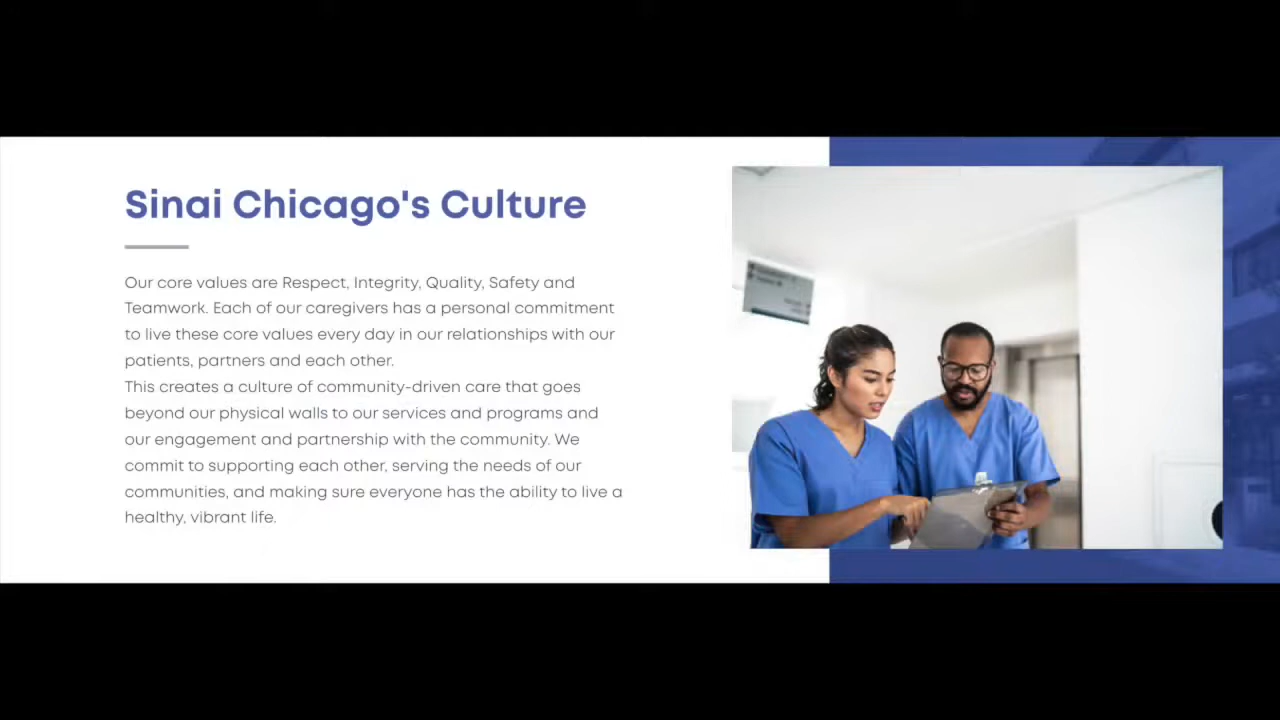 Sinai Chicago's Culture
Our core values are Respect, Integrity, Quality, Safety and
Teamwork. Each of our caregivers has a personal commitment
to live these core values every day in our relationships with our
patients, partners and each other.
This creates a culture of community-driven care that goes
beyond our physical walls to our services and programs and
our engagement and partnership with the community. We
commit to supporting each other, serving the needs of our
communities, and making sure everyone has the ability to live a
healthy, vibrant life.